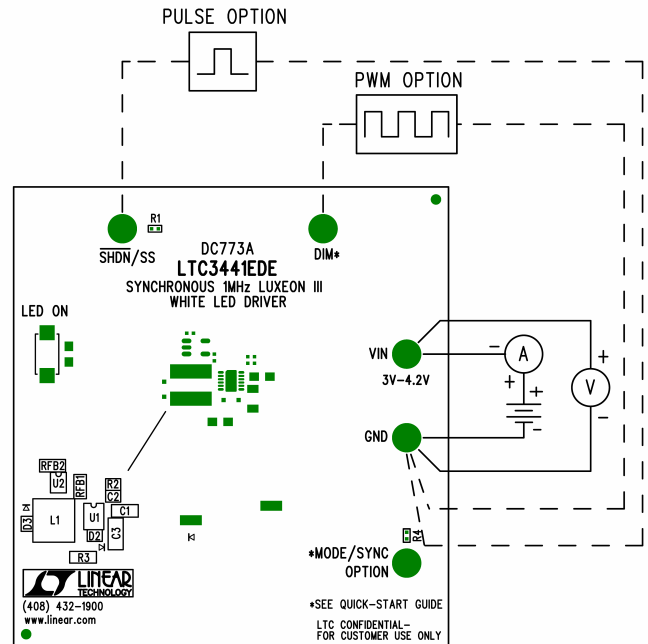 PULSE OPTION
PWM OPTION
R1
SHDN/SS
DIM*
DC773A
LTC3441EDE
SYNCHRONOUS 1MHz LUXEON III
WHITE LED DRIVER
LED ON
VIN
3V-4.2V
- A
+ +
-
+
V
-
GND
RFB2
U2
RFB1
R2
C2
C1
D3
L1
U1
D2
C3
R3
R4
*MODE/SYNC
OPTION
LT LINEAR
TECHNOLOGY
(408) 432-1900
www.linear.com
*SEE QUICK-START GUIDE
LTC CONFIDENTIAL-
FOR CUSTOMER USE ONLY